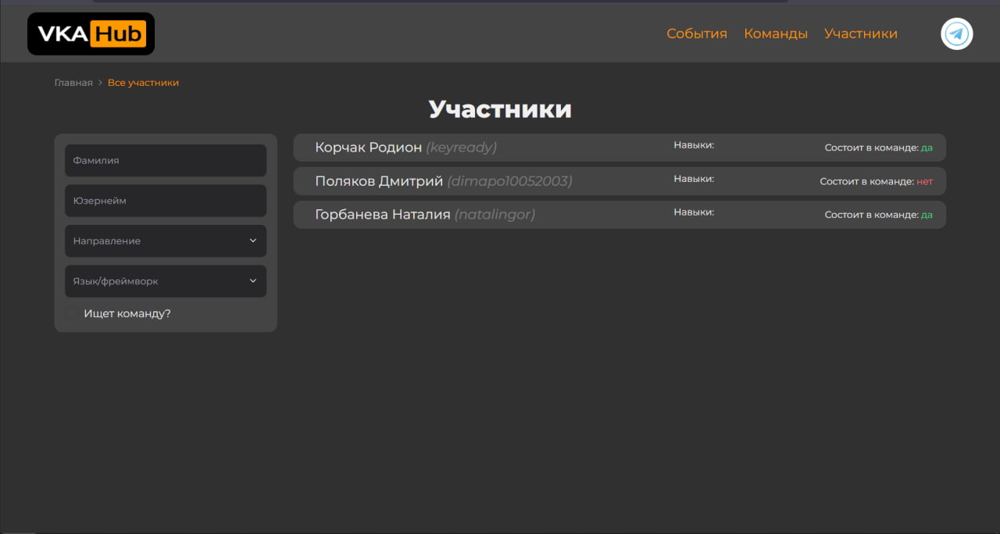 VKA Hub
События Команды Участники
Главная > Все участники
Участники
Фамилия
Юзернейм
Направление
Язык/фреймворк
Ищет команду?
Корчак Родион (keyready) Навыки: Состоит в команде: да
Поляков Дмитрий (dimapo10052003) Навыки: Состоит в команде: нет
Горбанева Наталия (natalingor) Навыки: Состоит в команде: да